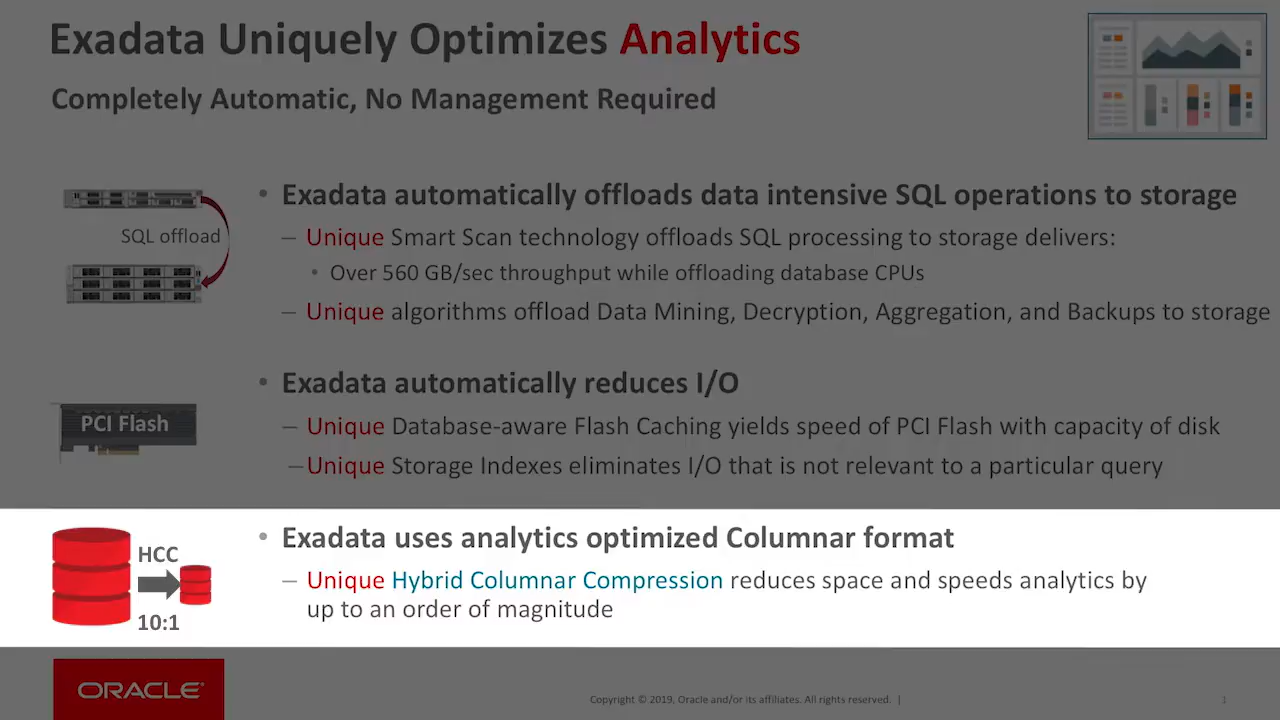 Exadata Uniquely Optimizes Analytics
Completely Automatic, No Management Required
SQL offload
• Exadata automatically offloads data intensive SQL operations to storage
– Unique Smart Scan technology offloads SQL processing to storage delivers:
• Over 560 GB/sec throughput while offloading database CPUs
– Unique algorithms offload Data Mining, Decryption, Aggregation, and Backups to storage
PCI Flash
• Exadata automatically reduces I/O
– Unique Database-aware Flash Caching yields speed of PCI Flash with capacity of disk
– Unique Storage Indexes eliminates I/O that is not relevant to a particular query
HCC
10:1
• Exadata uses analytics optimized Columnar format
– Unique Hybrid Columnar Compression reduces space and speeds analytics by
up to an order of magnitude
ORACLE®
Copyright © 2019, Oracle and/or its affiliates. All rights reserved. |
1